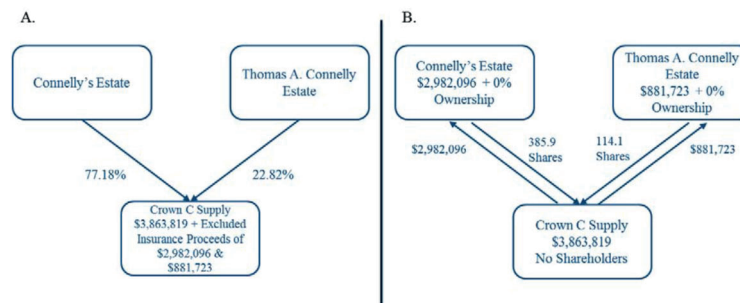 A.
Connelly's Estate
Thomas A. Connelly
Estate
77.18%
22.82%
Crown C Supply
$3,863,819 + Excluded
Insurance Proceeds of
$2,982,096 &
$881,723
B.
Connelly's Estate
$2,982,096 + 0%
Ownership
Thomas A. Connelly
Estate
$881,723 + 0%
Ownership
$2,982,096
385.9
Shares
114.1
Shares
$881,723
Crown C Supply
$3,863,819
No Shareholders